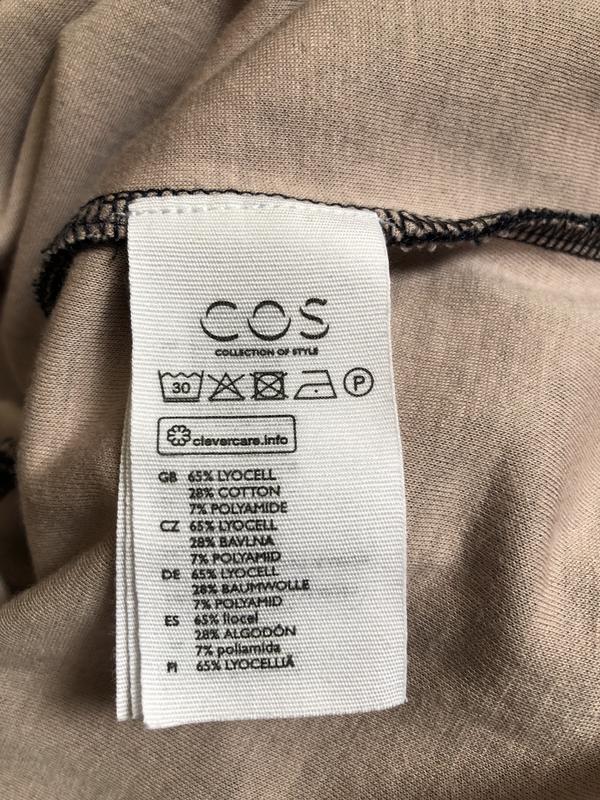 COS
COLLECTION OF STYLE
30 P
clevercare.info
GB 65% LYOCELL
28% COTTON
7% POLYAMIDE
CZ 65% LYOCELL
28% BAVLNA
7% POLYAMID
DE 65% LYOCELL
28% BAUMWOLLE
7% POLYAMID
ES 65% liocel
28% ALGODÓN
7% poliamida
FI 65% LYOCELLIÄ